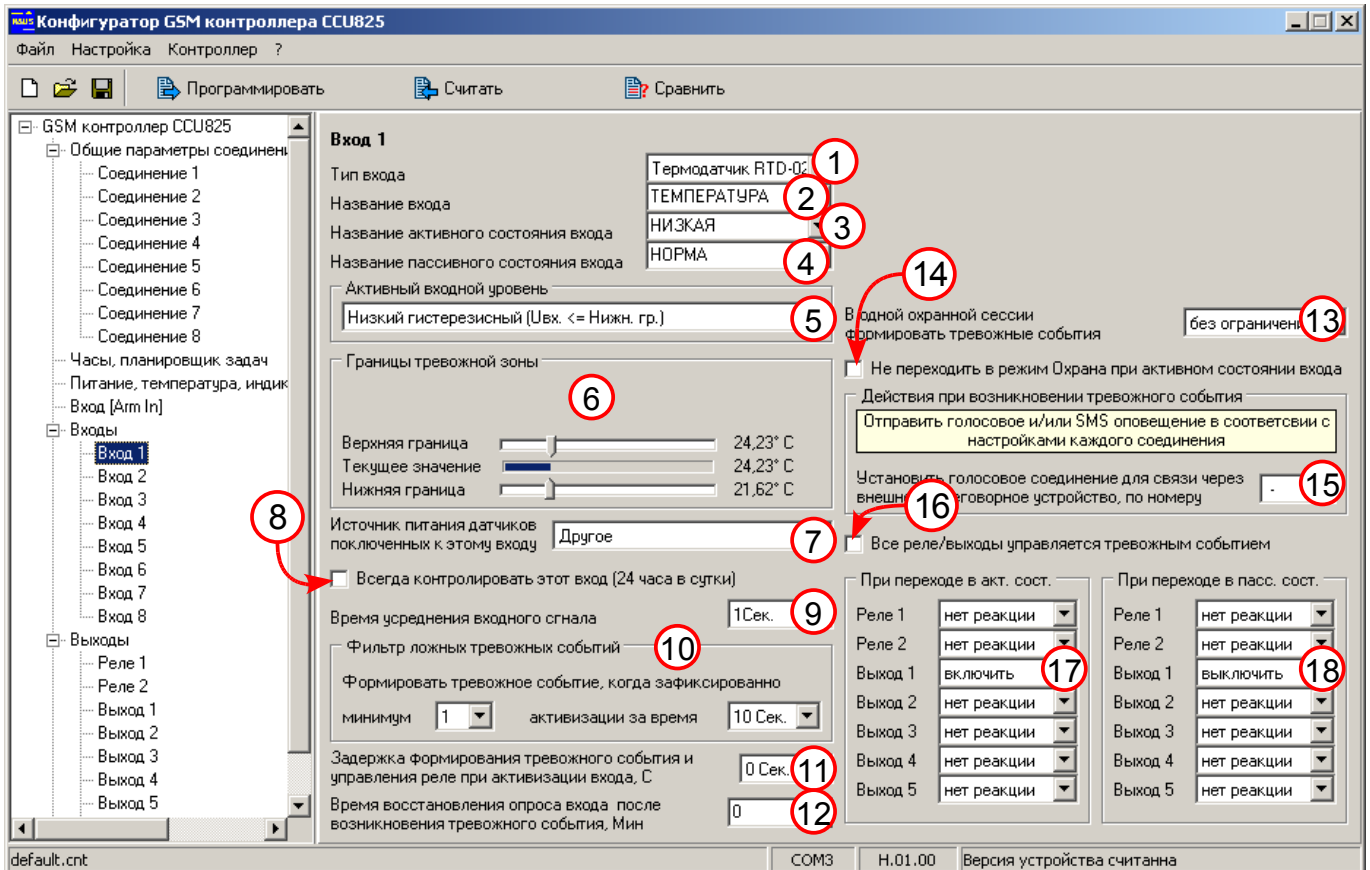 Конфигуратор GSM контроллера CCU825
Файл Настройка Контроллер ?
Программировать Считать Сравнить
GSM контроллер CCU825
Общие параметры соединени
Соединение 1
Соединение 2
Соединение 3
Соединение 4
Соединение 5
Соединение 6
Соединение 7
Соединение 8
Часы, планировщик задач
Питание, температура, индик
Вход [Arm In]
Входы
Вход 1
Вход 2
Вход 3
Вход 4
Вход 5
Вход 6
Вход 7
Вход 8
Выходы
Реле 1
Реле 2
Выход 1
Выход 2
Выход 3
Выход 4
Выход 5
8
Вход 1
Тип входа Термодатчик RTD-02 1
Название входа ТЕМПЕРАТУРА 2
Название активного состояния входа НИЗКАЯ 3
Название пассивного состояния входа НОРМА 4
Активный входной уровень
Низкий гистерезисный (Uвх. <= Нижн. гр.) 5
Границы тревожной зоны
6
Верхняя граница 24,23° C
Текущее значение 24,23° C
Нижняя граница 21,62° C
Источник питания датчиков
поключенных к этому входу Другое 7
Всегда контролировать этот вход (24 часа в сутки)
Время усреднения входного сгнала 1Сек. 9
Фильтр ложных тревожных событий 10
Формировать тревожное событие, когда зафиксированно
минимум 1 активизации за время 10 Сек.
Задержка формирования тревожного события и
управления реле при активизации входа, С 0 Сек. 11
Время восстановления опроса входа после
возникновения тревожного события, Мин 0 12
14
В одной охранной сессии
формировать тревожные события без ограничени 13
Не переходить в режим Охрана при активном состоянии входа
Действия при возникновении тревожного события
Отправить голосовое и/или SMS оповещение в соответсвии с
настройками каждого соединения
Установить голосовое соединение для связи через
внешнее переговорное устройство, по номеру - 15
16
Все реле/выходы управляется тревожным событием
При переходе в акт. сост.
Реле 1 нет реакции
Реле 2 нет реакции
Выход 1 включить 17
Выход 2 нет реакции
Выход 3 нет реакции
Выход 4 нет реакции
Выход 5 нет реакции
При переходе в пасс. сост.
Реле 1 нет реакции
Реле 2 нет реакции
Выход 1 выключить 18
Выход 2 нет реакции
Выход 3 нет реакции
Выход 4 нет реакции
Выход 5 нет реакции
default.cnt COM3 H.01.00 Версия устройства считанна